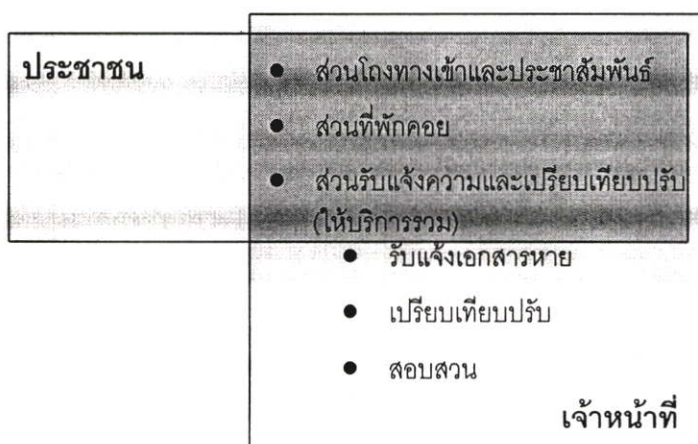 ประชาชน
● ส่วนโถงทางเข้าและประชาสัมพันธ์
● ส่วนที่พักคอย
● ส่วนรับแจ้งความและเปรียบเทียบปรับ
(ให้บริการรวม)
● รับแจ้งเอกสารหาย
● เปรียบเทียบปรับ
● สอบสวน
เจ้าหน้าที่